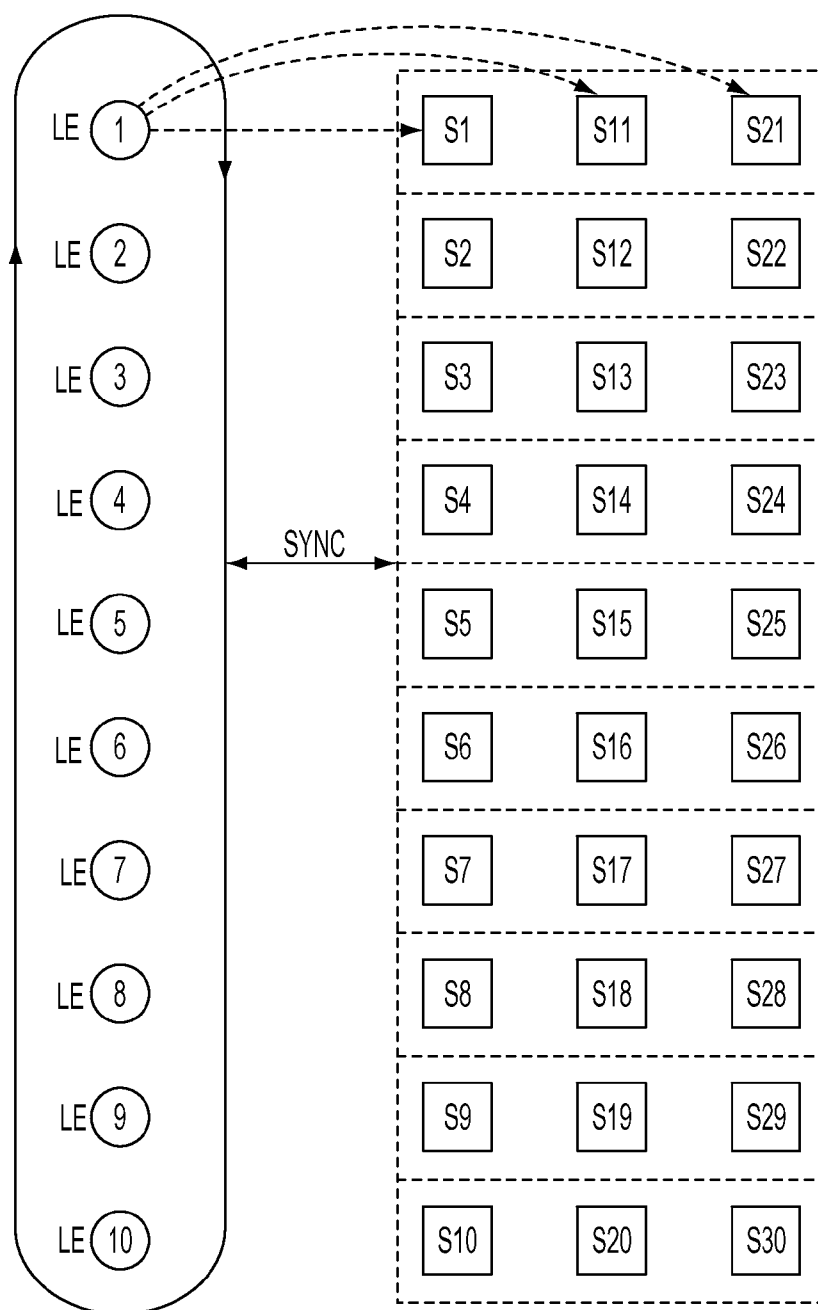 LE 1 S1 S11 S21
LE 2 S2 S12 S22
LE 3 S3 S13 S23
LE 4 S4 S14 S24
SYNC
LE 5 S5 S15 S25
LE 6 S6 S16 S26
LE 7 S7 S17 S27
LE 8 S8 S18 S28
LE 9 S9 S19 S29
LE 10 S10 S20 S30